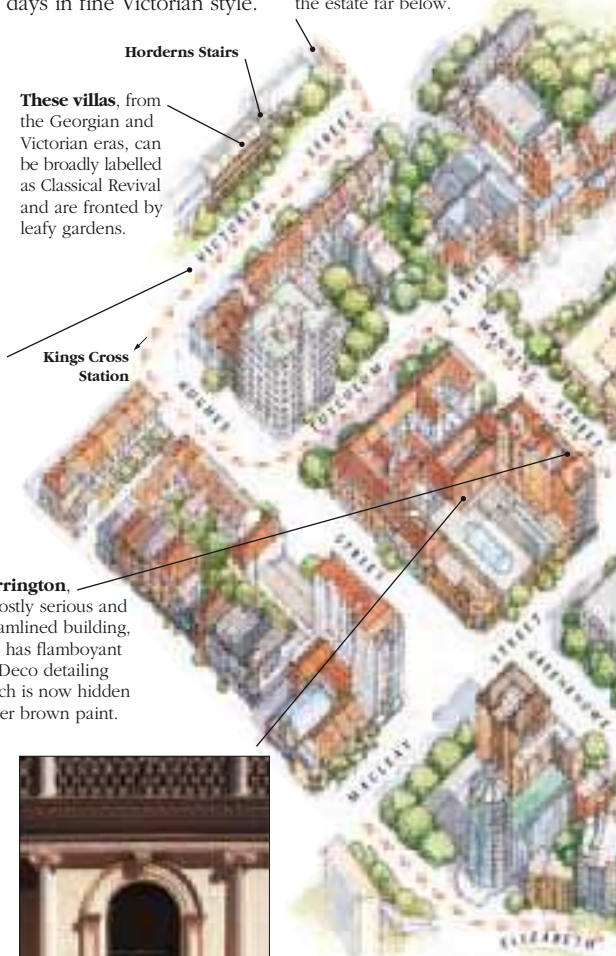 days in fine Victorian style.
the estate far below.
Horderns Stairs
These villas, from
the Georgian and
Victorian eras, can
be broadly labelled
as Classical Revival
and are fronted by
leafy gardens.
STREET
VICTORIA
Kings Cross
Station
HUGHES
STREET
TUSCULUM
STREET
MANNING
STREET
rrington,
ostly serious and
amlined building,
has flamboyant
Deco detailing
ch is now hidden
er brown paint.
STREET
GREENKNOWE
MACLEAY
ELIZABETH